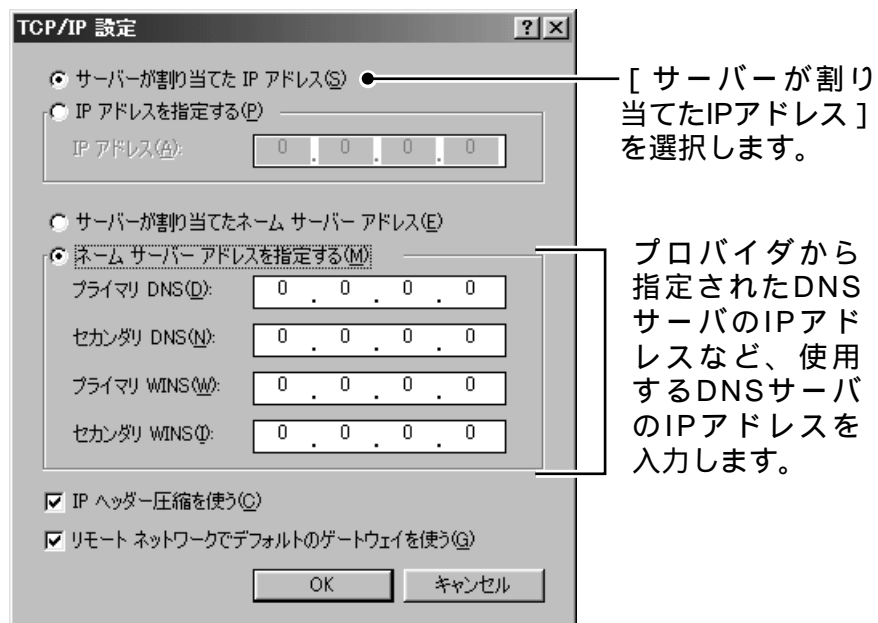 TCP/IP 設定
サーバーが割り当てた IP アドレス(S)
[ サーバーが割り
当てたIPアドレス ]
を選択します。
IP アドレスを指定する(P)
IP アドレス(A):
0 . 0 . 0 . 0
サーバーが割り当てたネーム サーバー アドレス(E)
ネーム サーバー アドレスを指定する(M)
プライマリ DNS(D):
0 . 0 . 0 . 0
セカンダリ DNS(N):
0 . 0 . 0 . 0
プライマリ WINS(W):
0 . 0 . 0 . 0
セカンダリ WINS(I):
0 . 0 . 0 . 0
プロバイダから
指定されたDNS
サーバのIPアド
レスなど、使用
するDNSサーバ
のIPアドレスを
入力します。
IP ヘッダー圧縮を使う(C)
リモート ネットワークでデフォルトのゲートウェイを使う(G)
OK
キャンセル